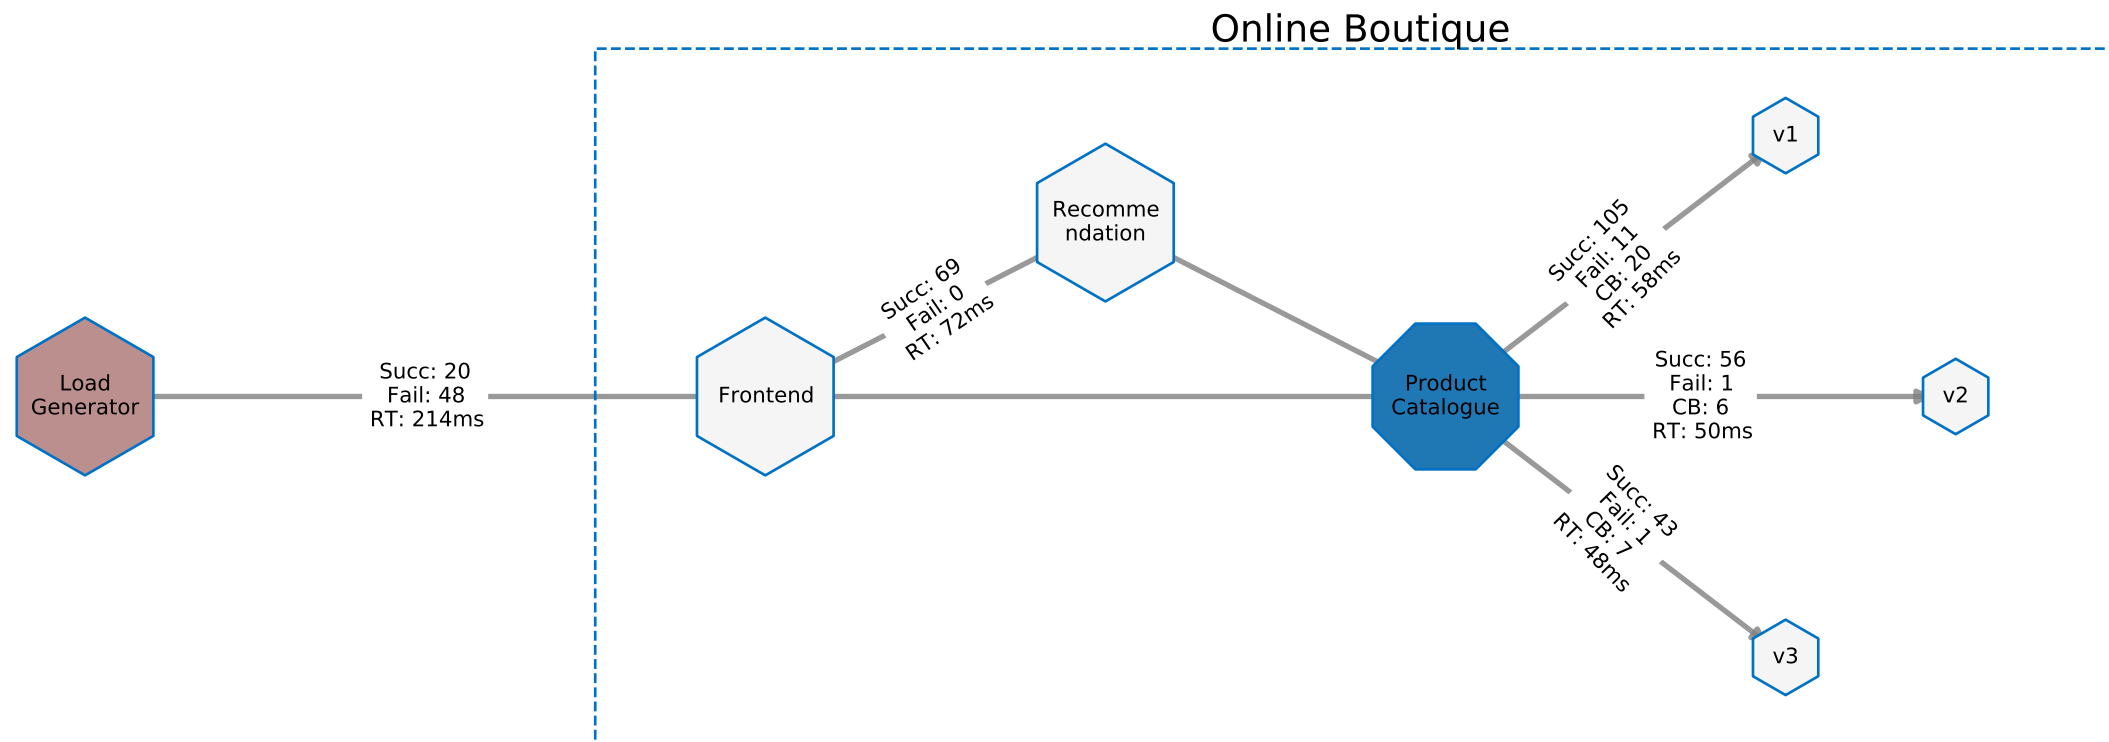 Online Boutique
Load
Generator
Succ: 20
Fail: 48
RT: 214ms
Frontend
Succ: 69
Fail: 0
RT: 72ms
Recomme
ndation
Product
Catalogue
Succ: 105
Fail: 11
CB: 20
RT: 58ms
v1
Succ: 56
Fail: 1
CB: 6
RT: 50ms
v2
Succ: 43
Fail: 1
CB: 7
RT: 48ms
v3